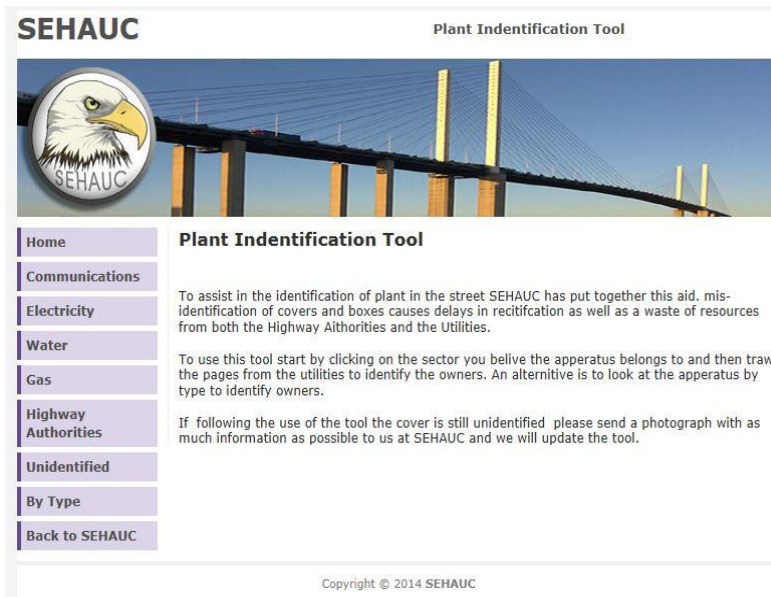 SEHAUC
Plant Indentification Tool
SEHAUC
Home
Communications
Electricity
Water
Gas
Highway
Authorities
Unidentified
By Type
Back to SEHAUC
Plant Indentification Tool
To assist in the identification of plant in the street SEHAUC has put together this aid. mis-
identification of covers and boxes causes delays in recitifcation as well as a waste of resources
from both the Highway Aithorities and the Utilities.
To use this tool start by clicking on the sector you belive the apperatus belongs to and then traw
the pages from the utilities to identify the owners. An alternitive is to look at the apperatus by
type to identify owners.
If following the use of the tool the cover is still unidentified please send a photograph with as
much information as possible to us at SEHAUC and we will update the tool.
Copyright © 2014 SEHAUC